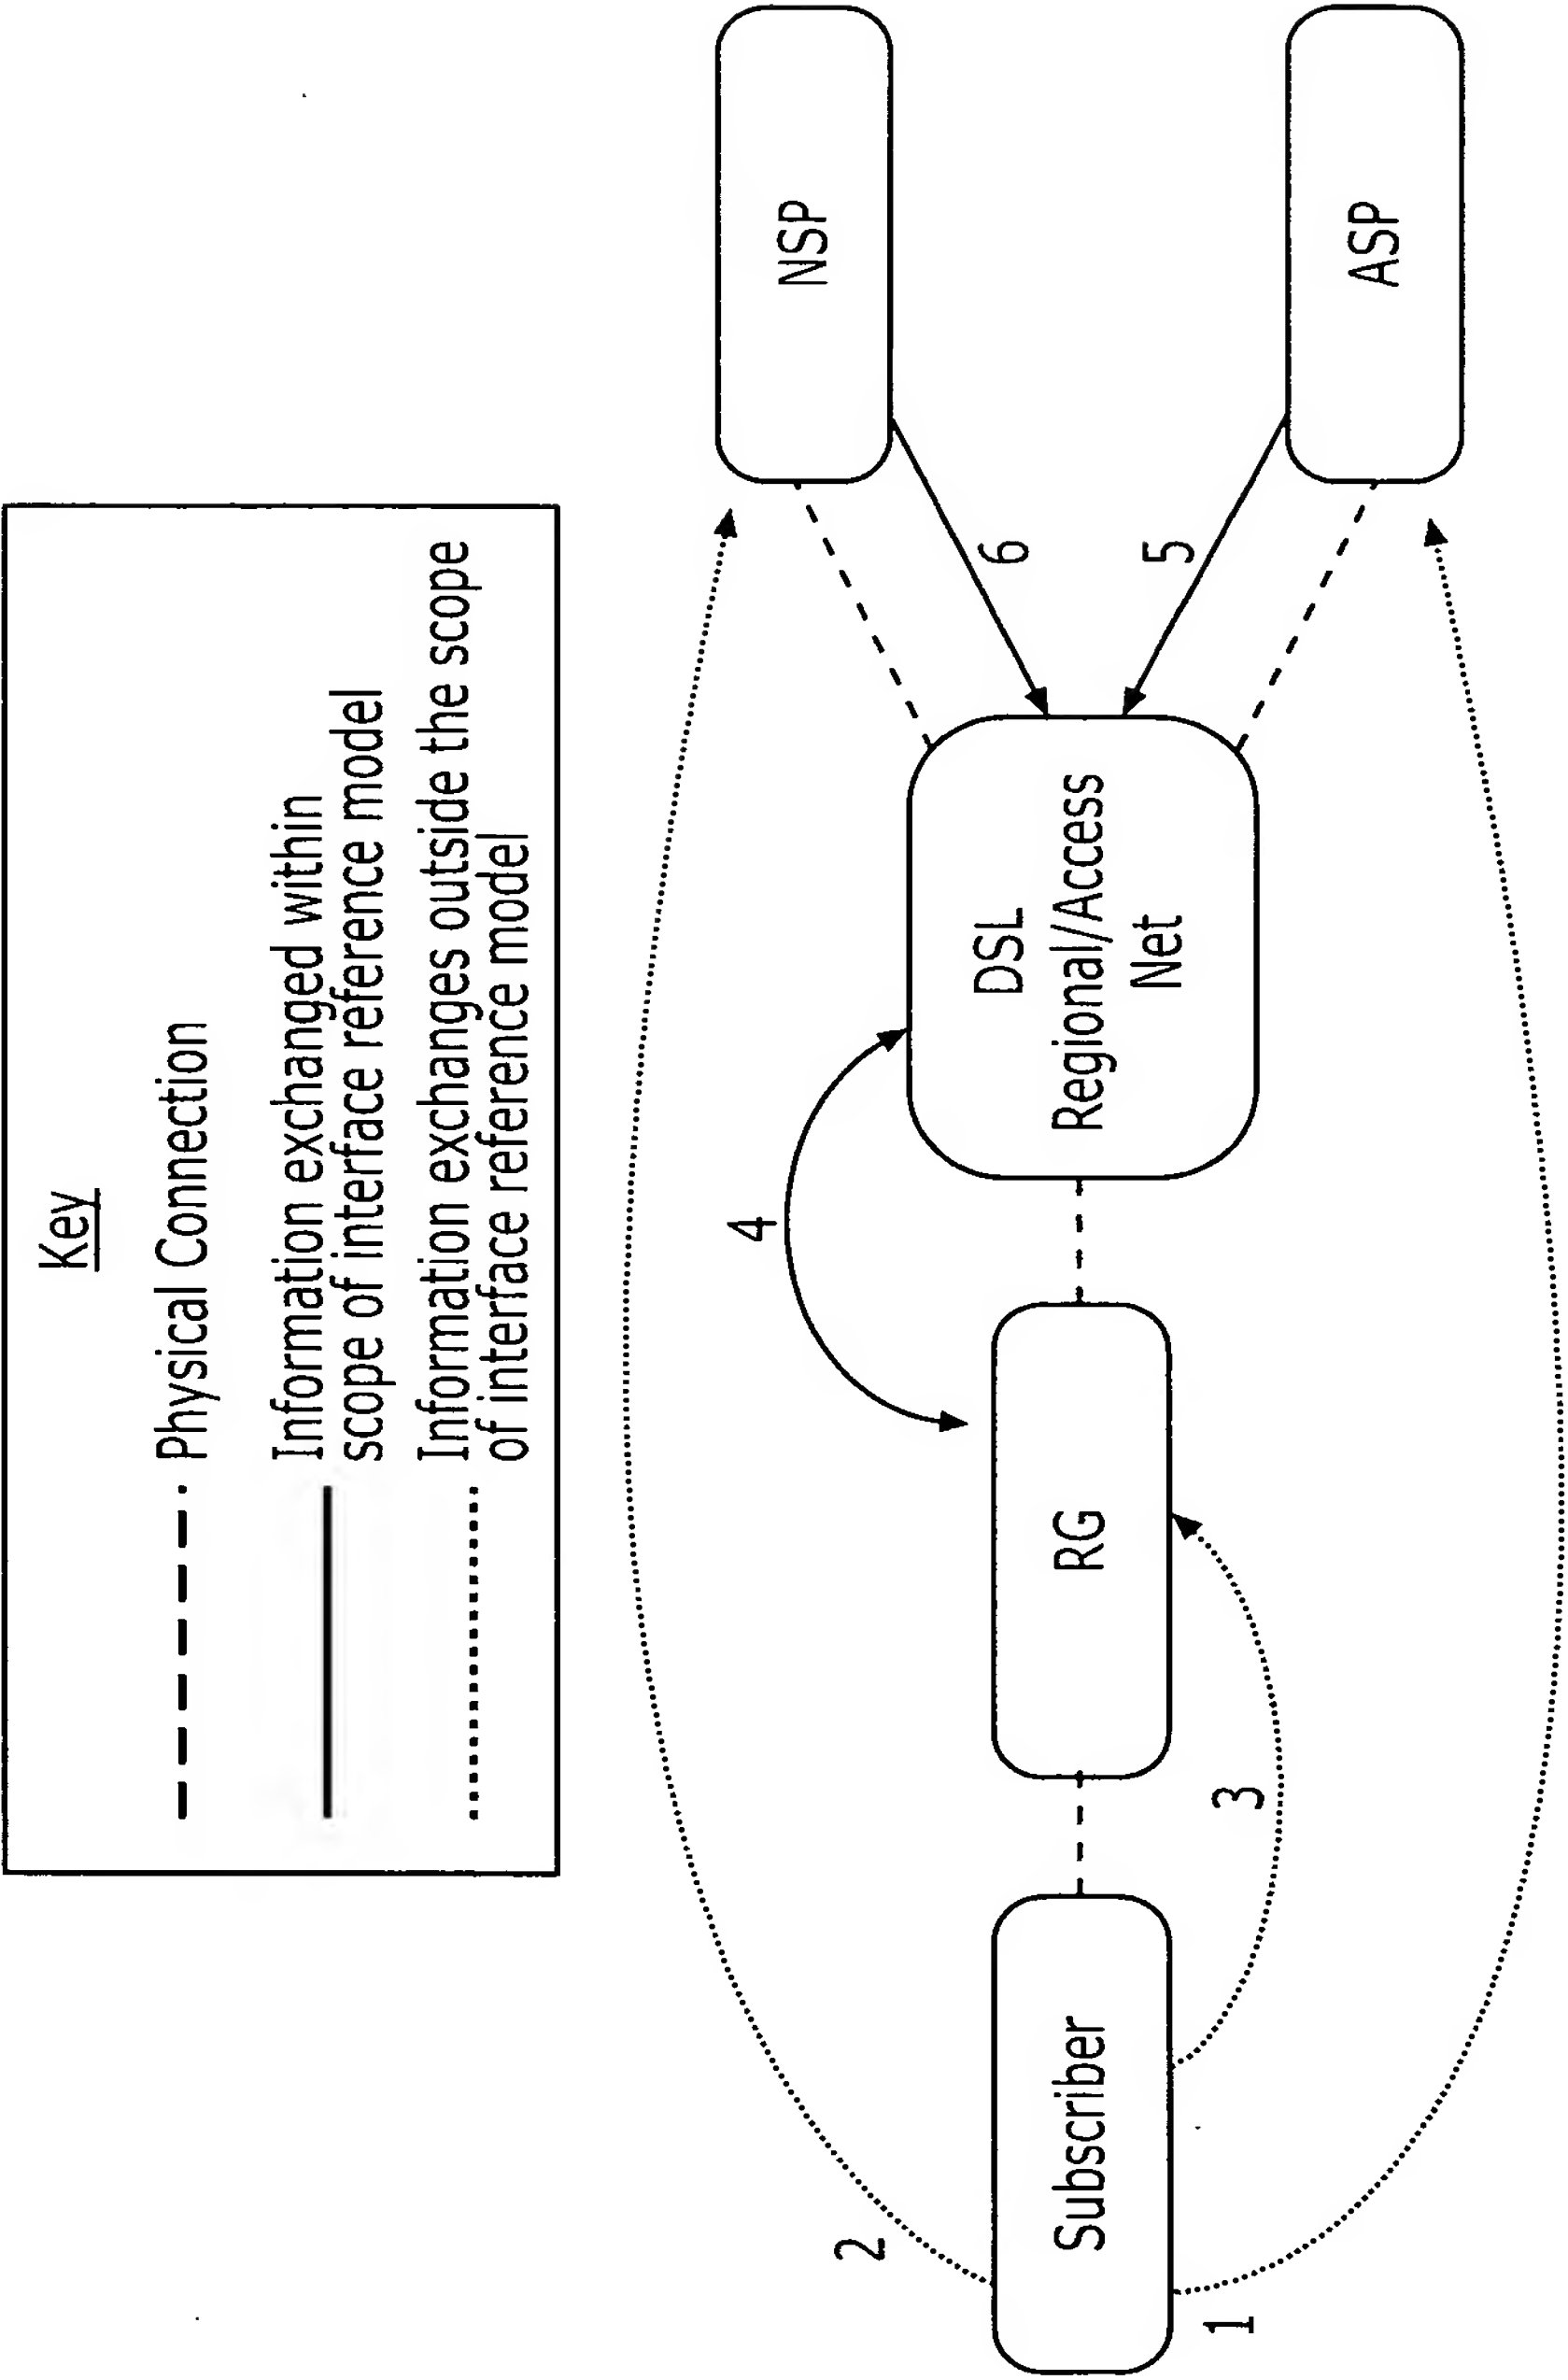 Key
Physical Connection
Information exchanged within
scope of interface reference model
Information exchanges outside the scope
of interface reference model
2
4
NSP
6
Subscriber
RG
DSL
Regional/Access
Net
5
3
1
ASP